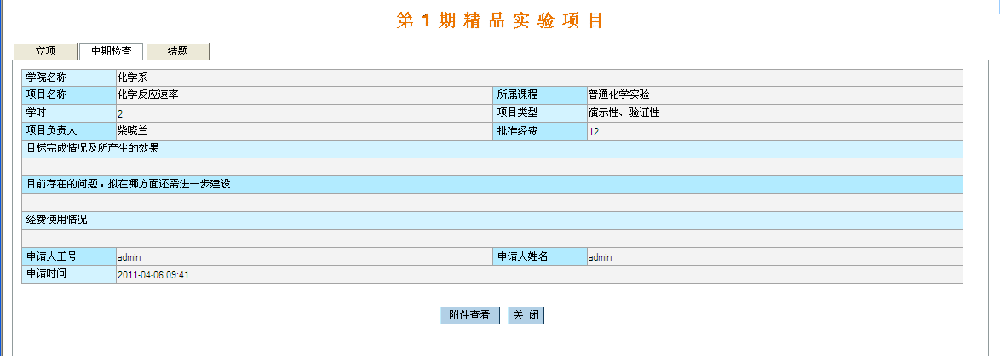 第 1 期 精 品 实 验 项 目
立项 中期检查 结题
学院名称 化学系
项目名称 化学反应速率 所属课程 普通化学实验
学时 2 项目类型 演示性、验证性
项目负责人 柴晓兰 批准经费 12
目标完成情况及所产生的效果
目前存在的问题，拟在哪方面还需进一步建设
经费使用情况
申请人工号 admin 申请人姓名 admin
申请时间 2011-04-06 09:41
附件查看 关 闭